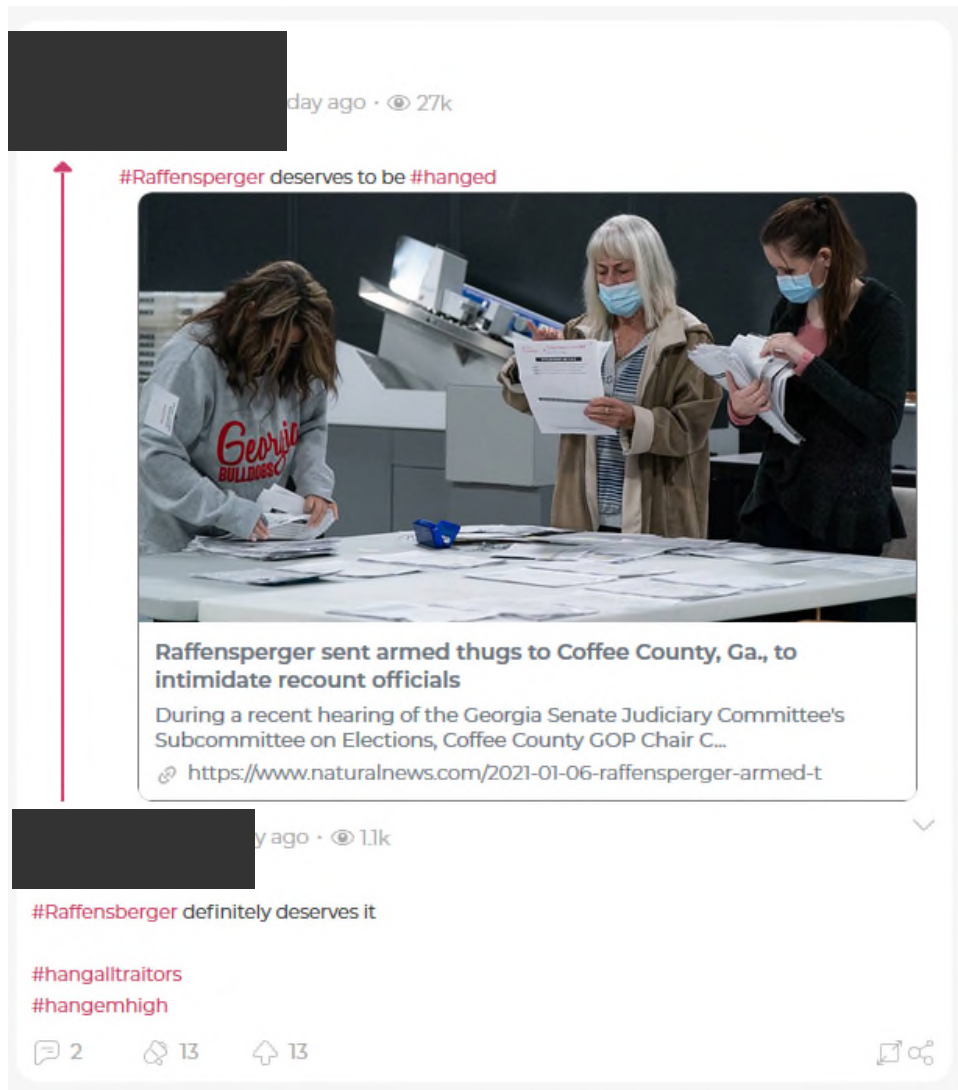 day ago · 27k
#Raffensperger deserves to be #hanged
Georgia
BULLDOGS
Raffensperger sent armed thugs to Coffee County, Ga., to
intimidate recount officials
During a recent hearing of the Georgia Senate Judiciary Committee's
Subcommittee on Elections, Coffee County GOP Chair C...
https://www.naturalnews.com/2021-01-06-raffensperger-armed-t
y ago · 1.1k
#Raffensberger definitely deserves it
#hangalltraitors
#hangemhigh
2 13 13